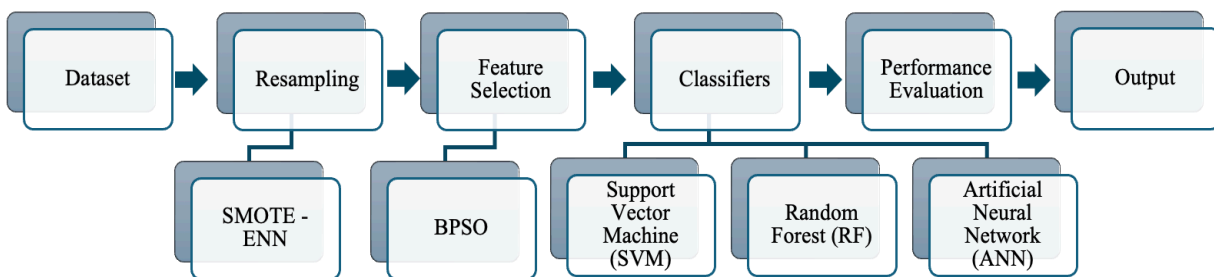 Dataset
Resampling
Feature
Selection
Classifiers
Performance
Evaluation
Output
SMOTE -
ENN
BPSO
Support
Vector
Machine
(SVM)
Random
Forest (RF)
Artificial
Neural
Network
(ANN)